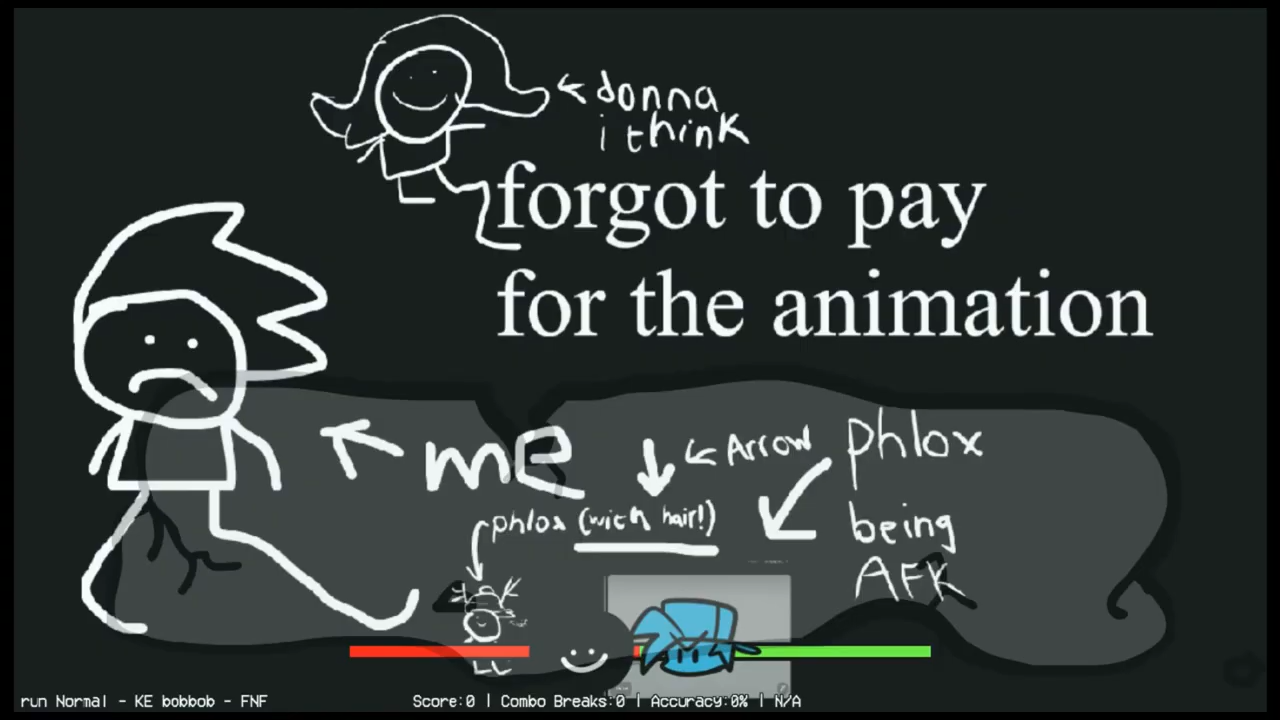 donna
i think
forgot to pay
for the animation
me
Arrow
phlox
being
AFK
phlox (with hair!)
run Normal - KE bobbob - FNF
Score:0 | Combo Breaks:0 | Accuracy:0% | N/A